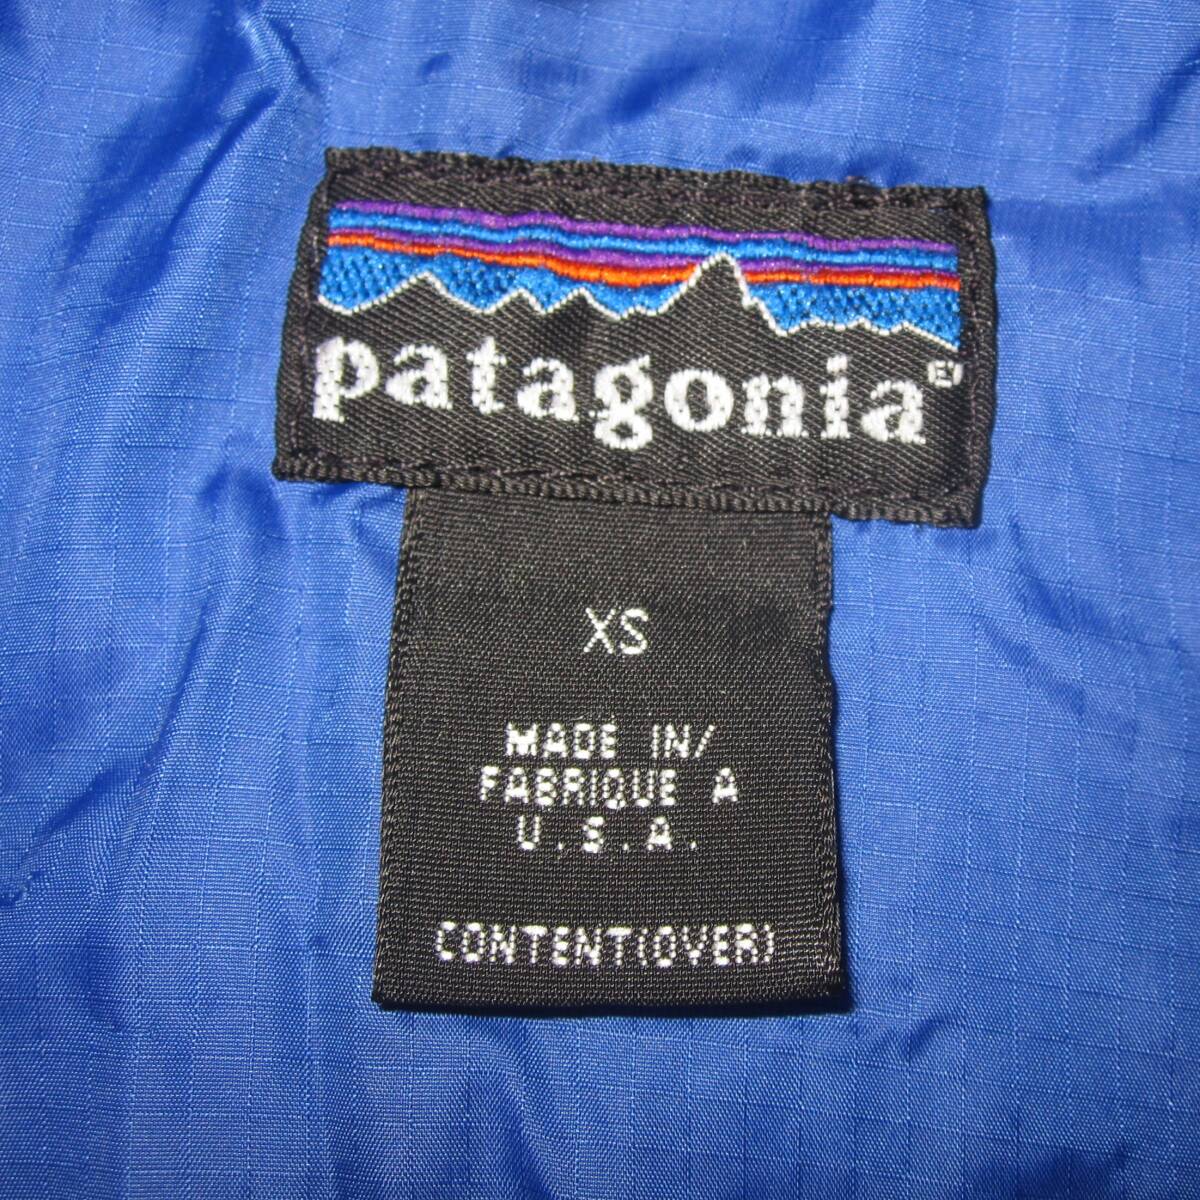 patagonia®
XS
MADE IN/
FABRIQUE A
U.S.A.
CONTENT(OVER)